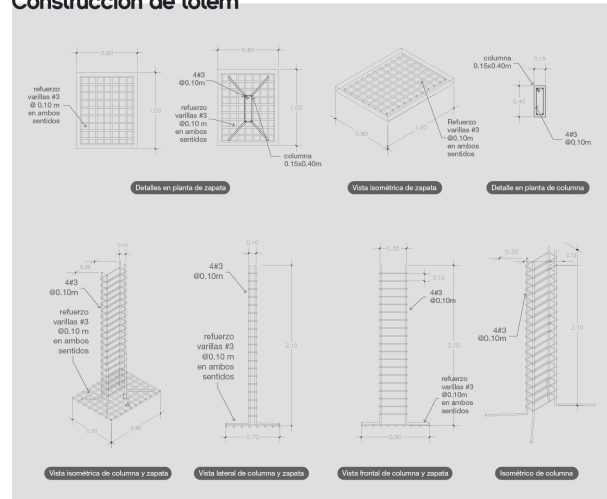 Construcción de tótem
0.80
refuerzo
varillas #3
@ 0.10 m
en ambos
sentidos
1.00
0.80
4#3
@0.10m
refuerzo
varillas #3
@0.10 m
en ambos
sentidos
1.00
columna
0.15x0.40m
Detalles en planta de zapata
0.80
1.00
Refuerzo
varillas #3
@0.10m
en ambos
sentidos
Vista isométrica de zapata
columna
0.15x0.40m
0.15
0.40
4#3
@0.10m
Detalle en planta de columna
0.10
0.35
4#3
@0.10m
refuerzo
varillas #3
@0.10 m
en ambos
sentidos
0.70
0.90
Vista isométrica de columna y zapata
0.10
4#3
@0.10m
2.10
refuerzo
varillas #3
@0.10 m
en ambos
sentidos
0.70
Vista lateral de columna y zapata
0.35
0.10
4#3
@0.10m
2.10
refuerzo
varillas #3
@0.10m
en ambos
sentidos
0.90
Vista frontal de columna y zapata
0.35
0.10
4#3
@0.10m
2.10
Isométrico de columna